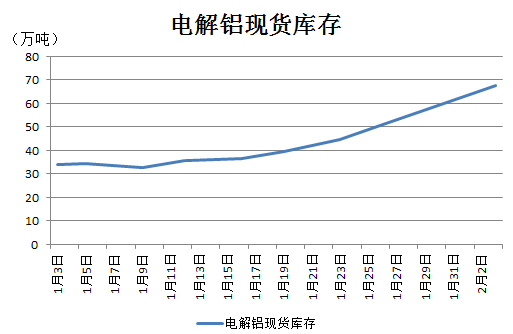 电解铝现货库存
（万吨）
80
70
60
50
40
30
20
10
0
1月3日
1月5日
1月7日
1月9日
1月11日
1月13日
1月15日
1月17日
1月19日
1月21日
1月23日
1月25日
1月27日
1月29日
1月31日
2月2日
电解铝现货库存